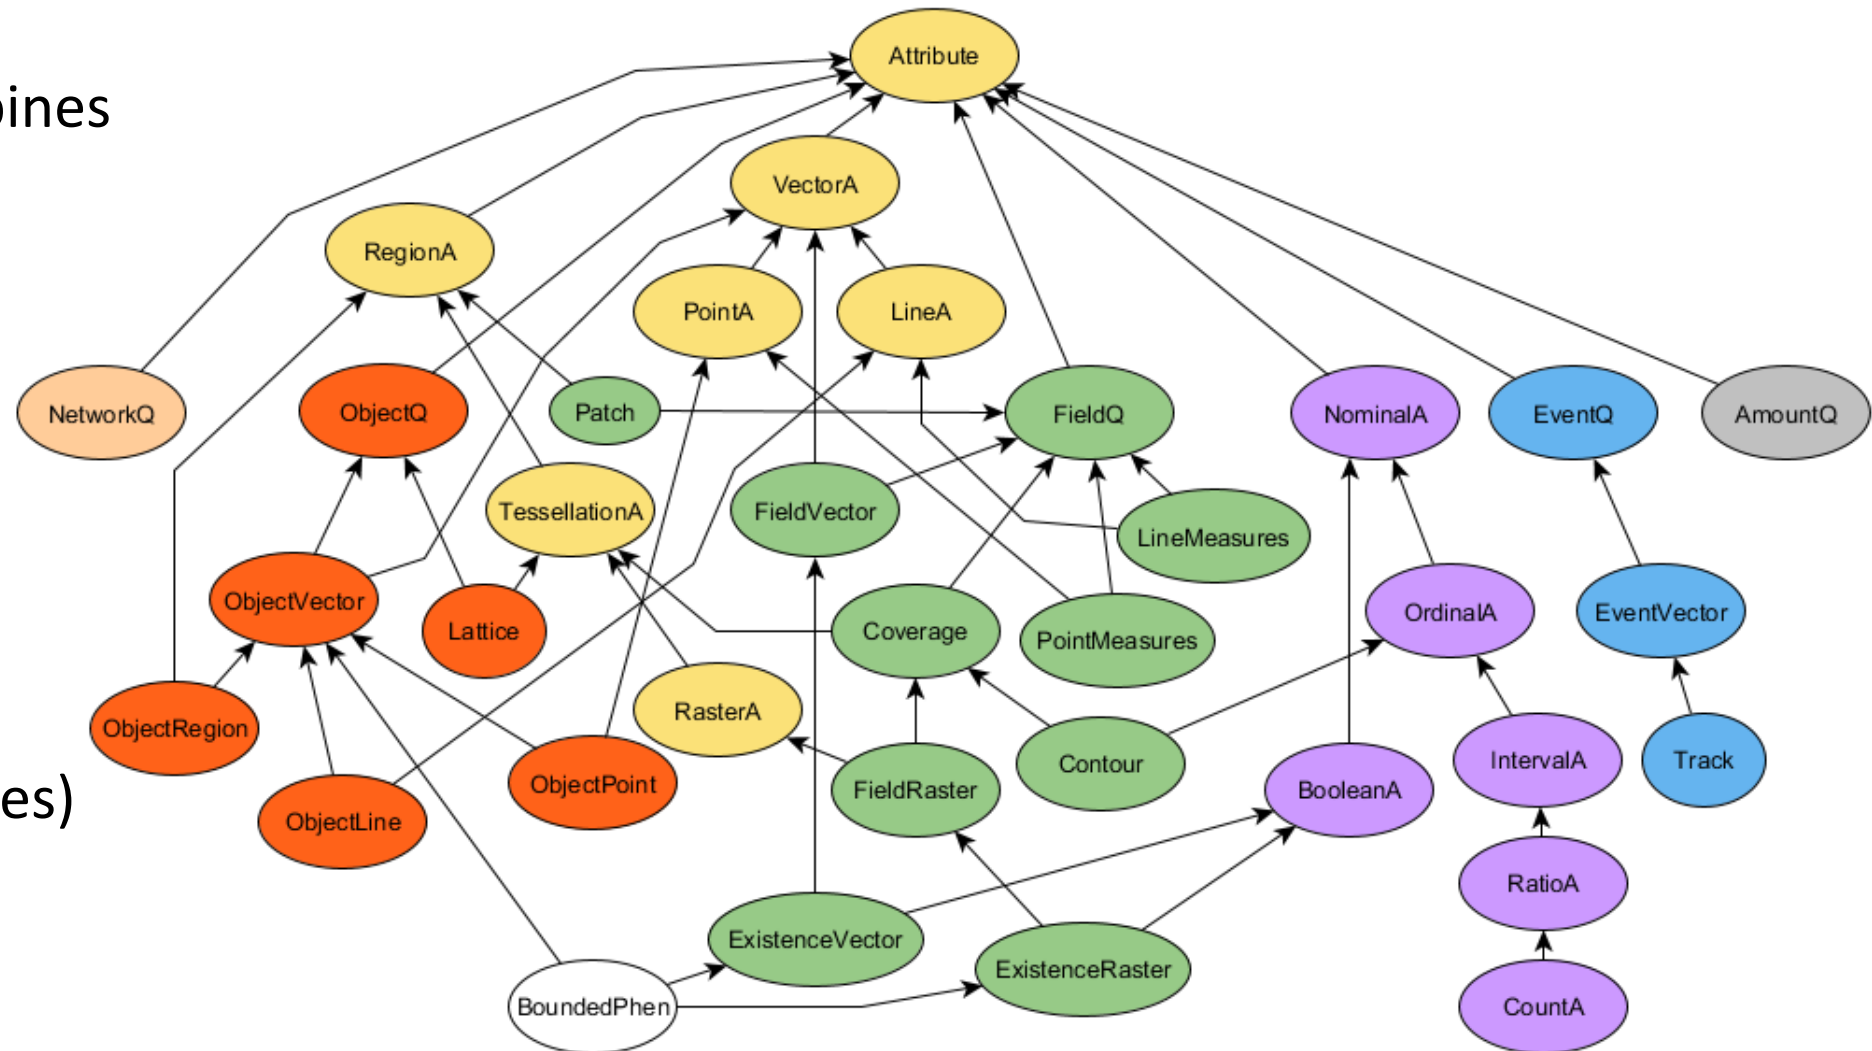 Attribute
pines
VectorA
RegionA
PointA
LineA
NetworkQ
ObjectQ
Patch
FieldQ
NominalA
EventQ
AmountQ
TessellationA
FieldVector
LineMeasures
ObjectVector
Lattice
Coverage
PointMeasures
OrdinalA
EventVector
ObjectRegion
RasterA
Contour
IntervalA
Track
es)
ObjectLine
ObjectPoint
FieldRaster
BooleanA
RatioA
ExistenceVector
ExistenceRaster
BoundedPhen
CountA